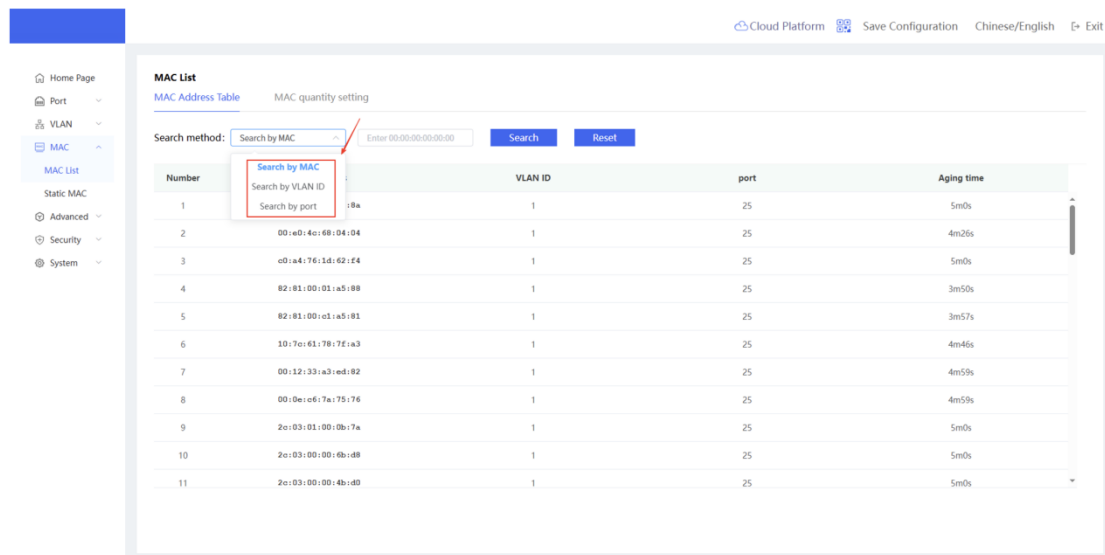 Cloud Platform Save Configuration Chinese/English Exit
Home Page
Port
VLAN
MAC
MAC List
Static MAC
Advanced
Security
System
MAC List
MAC Address Table MAC quantity setting
Search method: Search by MAC Enter 00:00:00:00:00:00 Search Reset
Search by MAC
Search by VLAN ID
Search by port
Number VLAN ID port Aging time
1 :8a 1 25 5m0s
2 00:e0:4c:68:04:04 1 25 4m26s
3 c0:a4:76:1d:62:f4 1 25 5m0s
4 82:81:00:01:a5:88 1 25 3m50s
5 82:81:00:c1:a5:81 1 25 3m57s
6 10:7c:61:78:7f:a3 1 25 4m46s
7 00:12:33:a3:ed:82 1 25 4m59s
8 00:0e:c6:7a:75:76 1 25 4m59s
9 2c:03:01:00:0b:7a 1 25 5m0s
10 2c:03:00:00:6b:d8 1 25 5m0s
11 2c:03:00:00:4b:d0 1 25 5m0s